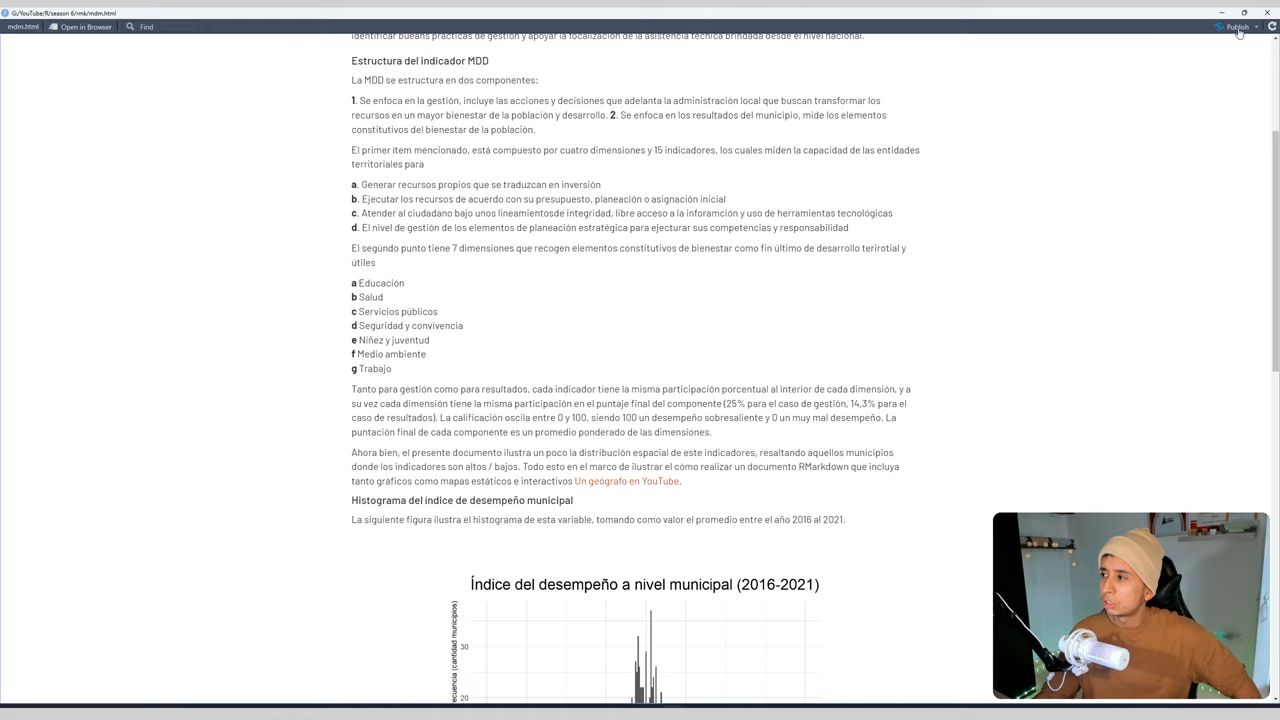 G:/YouTube/R/season 6/rmk/mdm.html
mdm.html
Open in Browser
Find
Publish
identificar bueans prácticas de gestión y apoyar la focalización de la asistencia técnica brindada desde el nivel nacional.
Estructura del indicador MDD
La MDD se estructura en dos componentes:
1. Se enfoca en la gestión, incluye las acciones y decisiones que adelanta la administración local que buscan transformar los
recursos en un mayor bienestar de la población y desarrollo. 2. Se enfoca en los resultados del municipio, mide los elementos
constitutivos del bienestar de la población.
El primer ítem mencionado, está compuesto por cuatro dimensiones y 15 indicadores, los cuales miden la capacidad de las entidades
territoriales para
a. Generar recursos propios que se traduzcan en inversión
b. Ejecutar los recursos de acuerdo con su presupuesto, planeación o asignación inicial
c. Atender al ciudadano bajo unos lineamientosde integridad, libre acceso a la inforamción y uso de herramientas tecnológicas
d. El nivel de gestión de los elementos de planeación estratégica para ejercturar sus competencias y responsabilidad
El segúndo punto tiene 7 dimensiones que recogen elementos constitutivos de bienestar como fin último de desarrollo terirotial y
útiles
a Educación
b Salud
c Servicios públicos
d Seguridad y convivencia
e Niñez y juventud
f Medio ambiente
g Trabajo
Tanto para gestión como para resultados, cada indicador tiene la misma participación porcentual al interior de cada dimensión, y a
su vez cada dimensión tiene la misma participación en el puntaje final del componente (25% para el caso de gestión, 14,3% para el
caso de resultados). La calificación oscila entre 0 y 100, siendo 100 un desempeño sobresaliente y 0 un muy mal desempeño. La
puntación final de cada componente es un promedio ponderado de las dimensiones.
Ahora bien, el presente documento ilustra un poco la distribución espacial de este indicadores, resaltando aquellos municipios
donde los indicadores son altos / bajos. Todo esto en el marco de ilustrar el cómo realizar un documento RMarkdown que incluya
tanto gráficos como mapas estáticos e interactivos Un geógrafo en YouTube.
Histograma del índice de desempeño municipal
La siguiente figura ilustra el histograma de esta variable, tomando como valor el promedio entre el año 2016 al 2021.
Índice del desempeño a nivel municipal (2016-2021)
ecuencia (cantidad municipios)
30
20